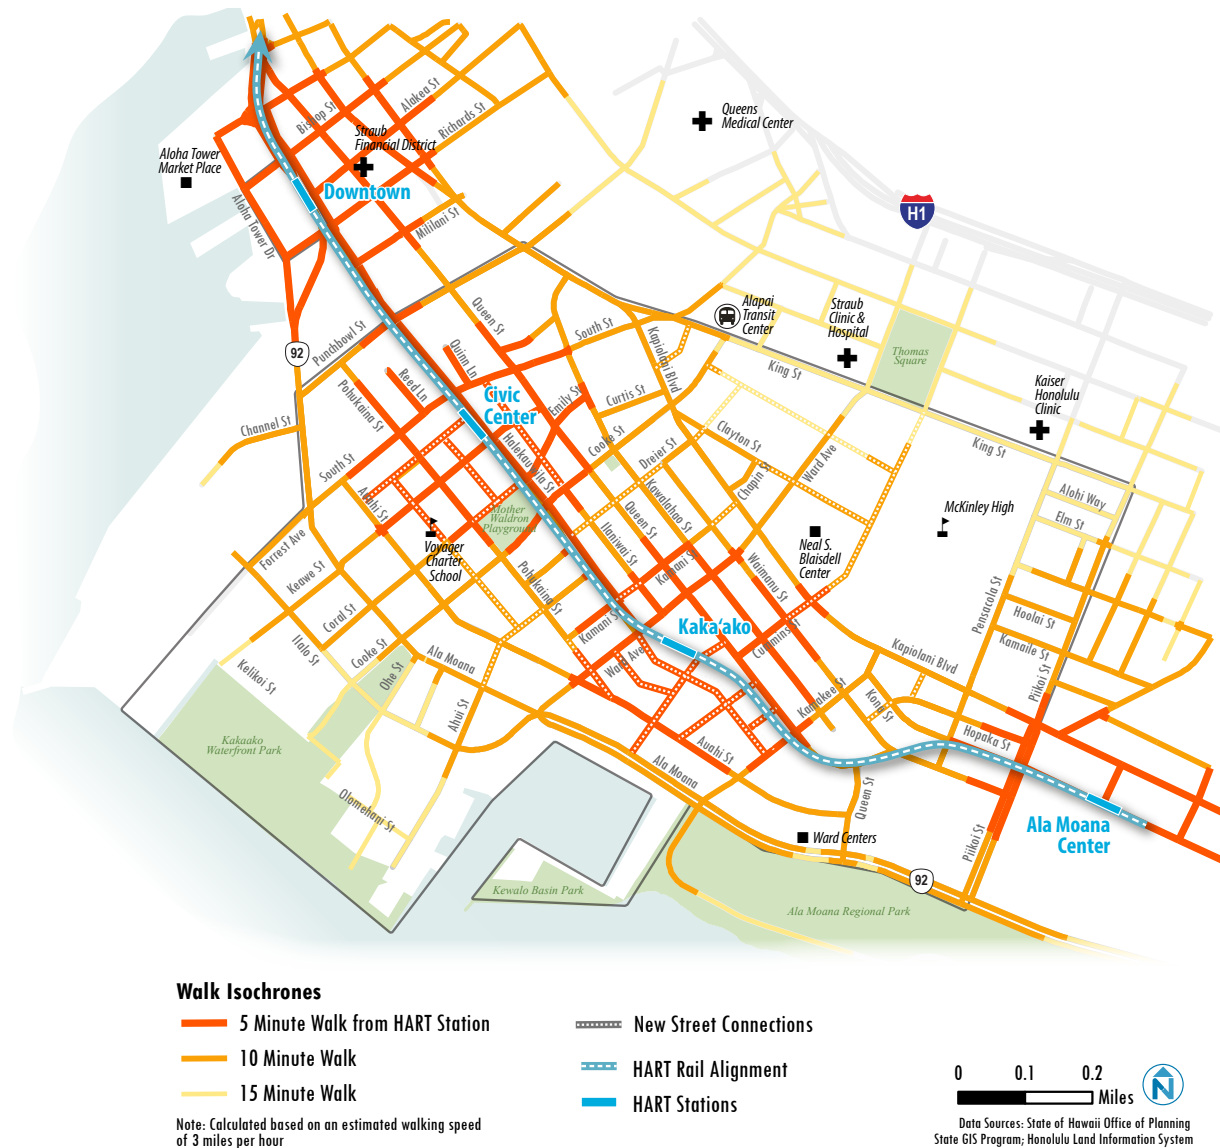 Queens
Medical Center
Alakea St
Bishop St
Richards St
Straub
Financial District
Aloha Tower
Market Place
Downtown
H1
Aloha Tower Dr
Mililani St
Alapai
Transit
Center
Straub
Clinic &
Hospital
Queen St
South St
Kapiolani Blvd
Punchbowl St
92
Quinn Ln
Thomas
Square
King St
Kaiser
Honolulu
Clinic
Reed Ln
Pohukaina St
Civic
Center
Emily St
Curtis St
Channel St
Cooke St
Clayton St
Dreier St
Halekauwila St
Ward Ave
King St
South St
Auahi St
Chapin St
Kawaiahao St
Alohi Way
Mother
Waldron
Playground
Queen St
McKinley High
Elm St
Ilaniwai St
Neal S.
Blaisdell
Center
Forrest Ave
Voyager
Charter
School
Keawe St
Pohukaina St
Kamani St
Waimanu St
Pensacola St
Coral St
Kamani St
Kaka‘ako
Cummins St
Hoolai St
Kamaile St
Ilalo St
Cooke St
Ala Moana
Ward Ave
Kapiolani Blvd
Kelikoi St
Ohe St
Piikoi St
Ahui St
Kamakee St
Kona St
Kakaako
Waterfront Park
Auahi St
Hopaka St
Ala Moana
Olomehani St
Queen St
Ward Centers
Piikoi St
Ala Moana
Center
Kewalo Basin Park
92
Ala Moana Regional Park
Walk Isochrones
5 Minute Walk from HART Station
10 Minute Walk
15 Minute Walk
Note: Calculated based on an estimated walking speed
of 3 miles per hour
New Street Connections
HART Rail Alignment
HART Stations
0 0.1 0.2
Miles
N
Data Sources: State of Hawaii Office of Planning
State GIS Program; Honolulu Land Information System